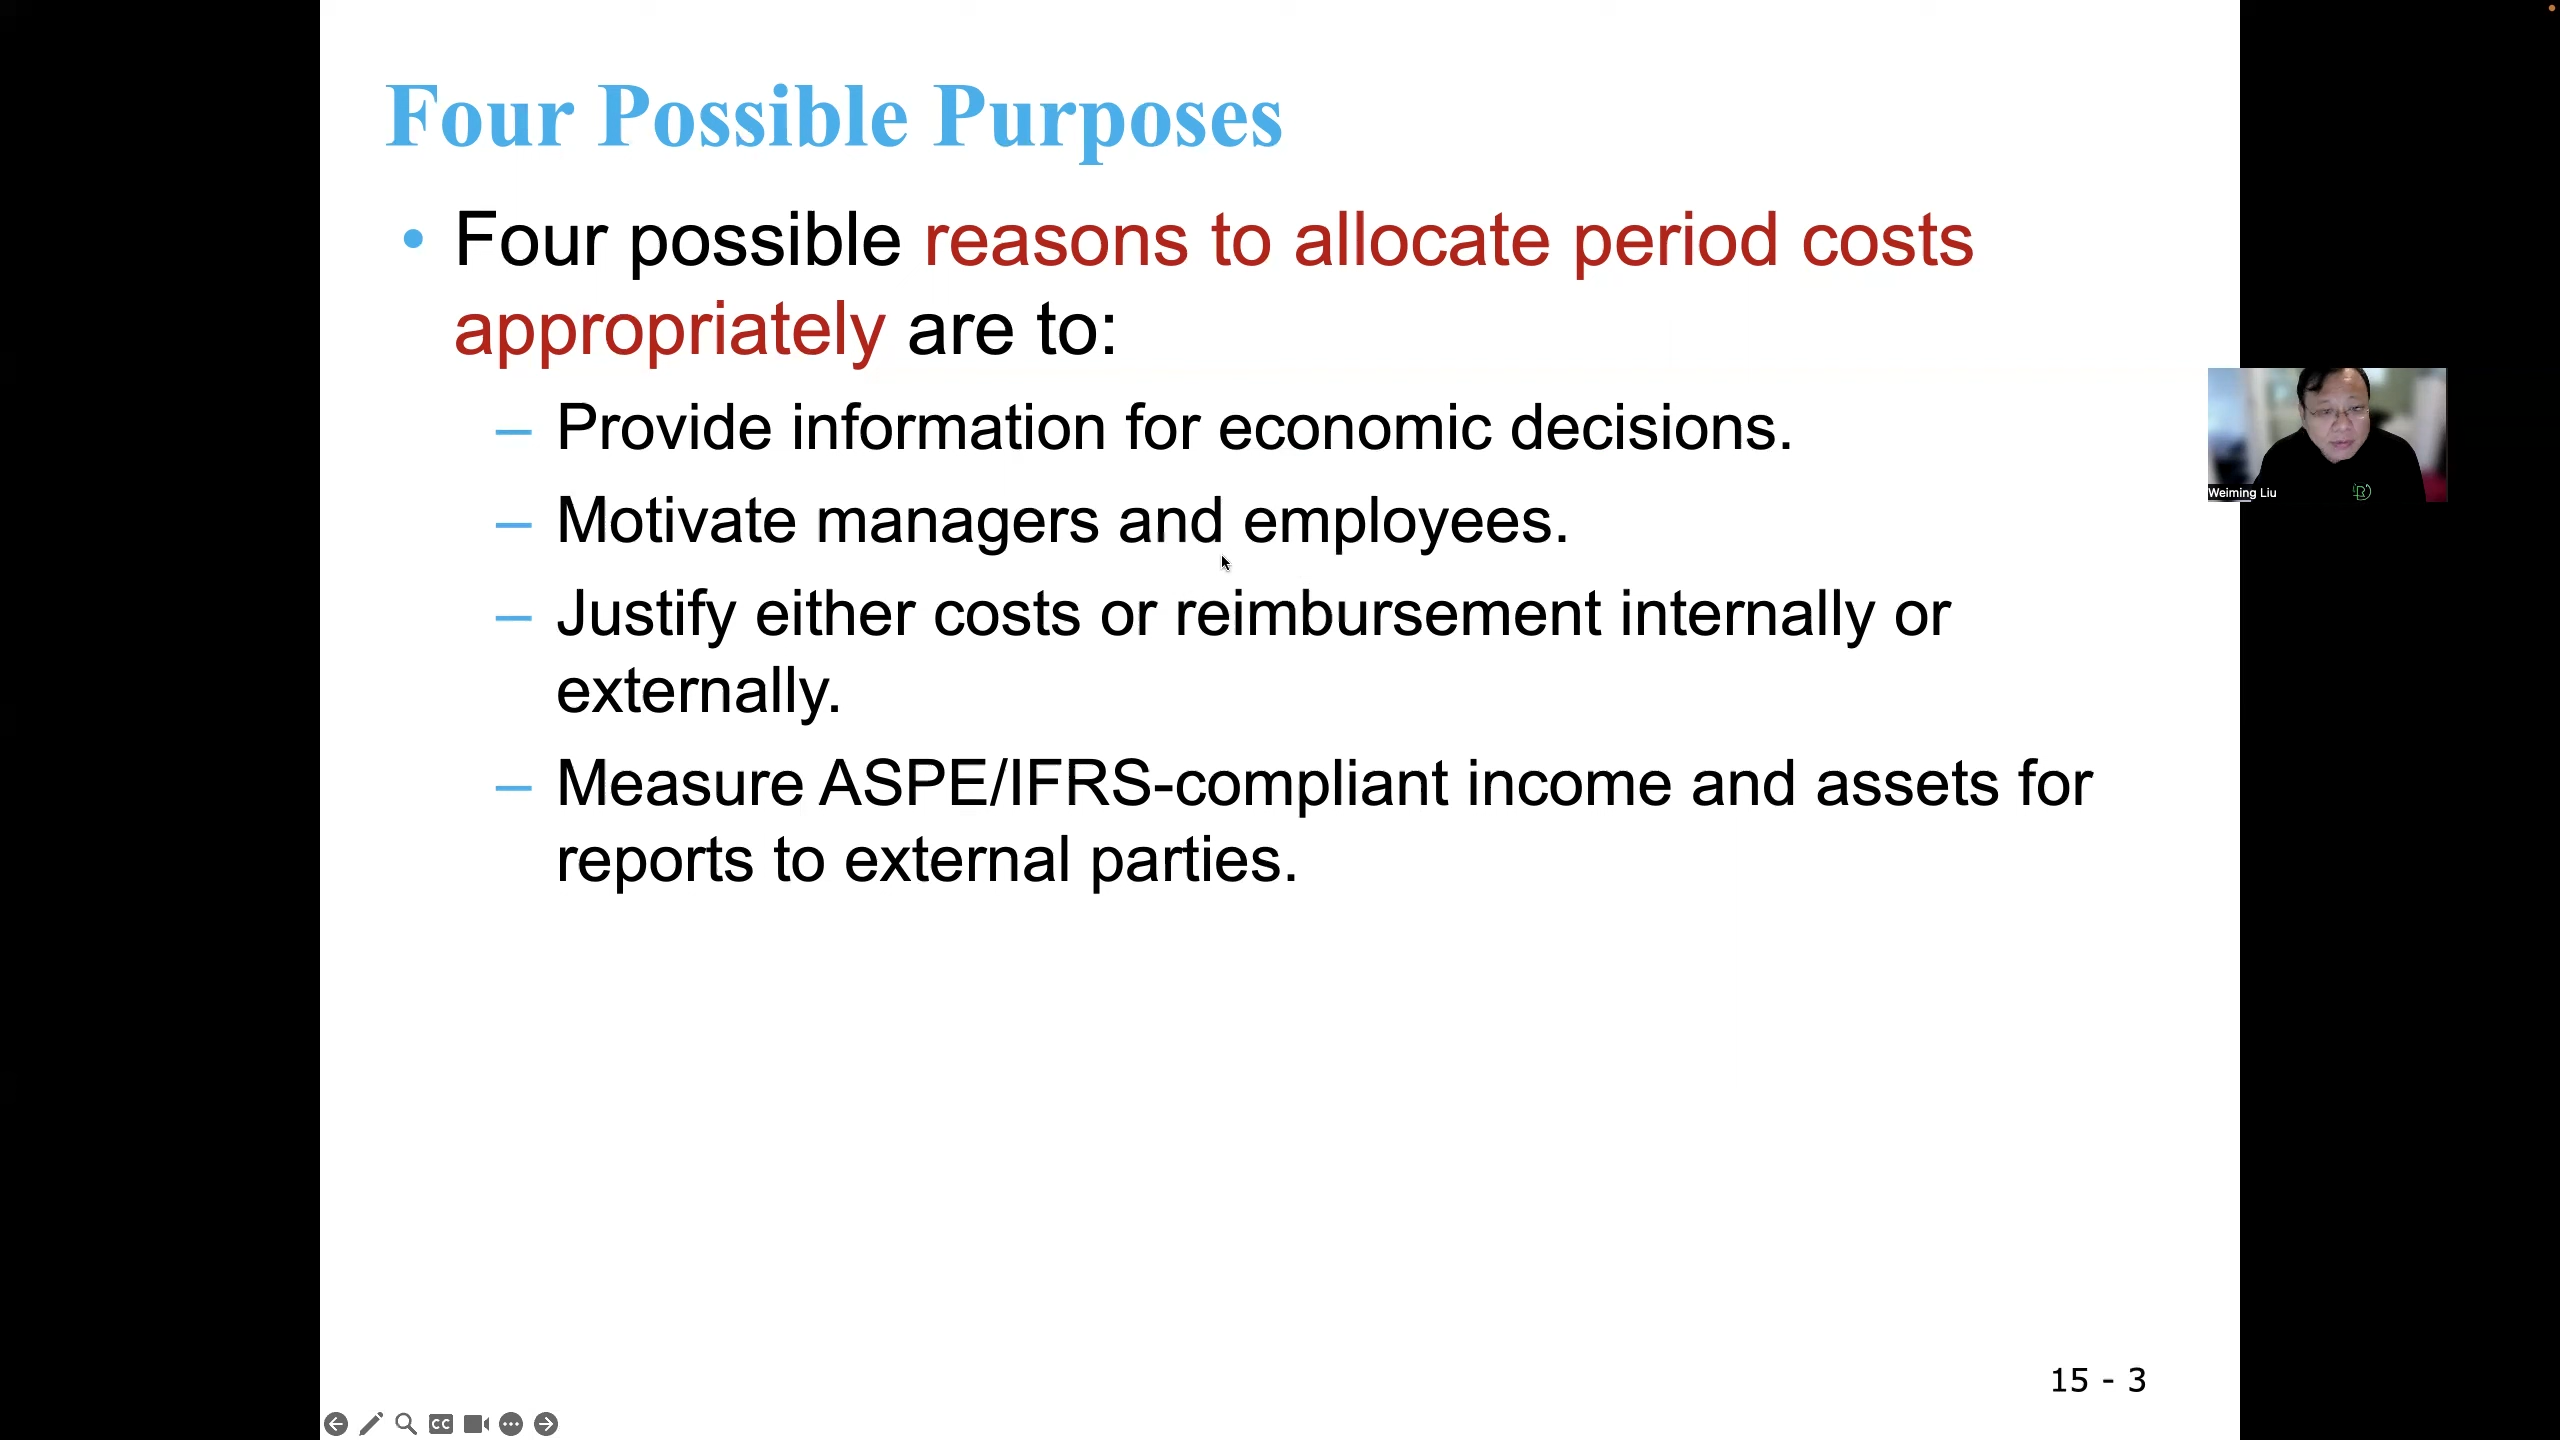 Four Possible Purposes
• Four possible reasons to allocate period costs
appropriately are to:
– Provide information for economic decisions.
– Motivate managers and employees.
– Justify either costs or reimbursement internally or
externally.
– Measure ASPE/IFRS-compliant income and assets for
reports to external parties.
Weiming Liu
15 - 3
CC